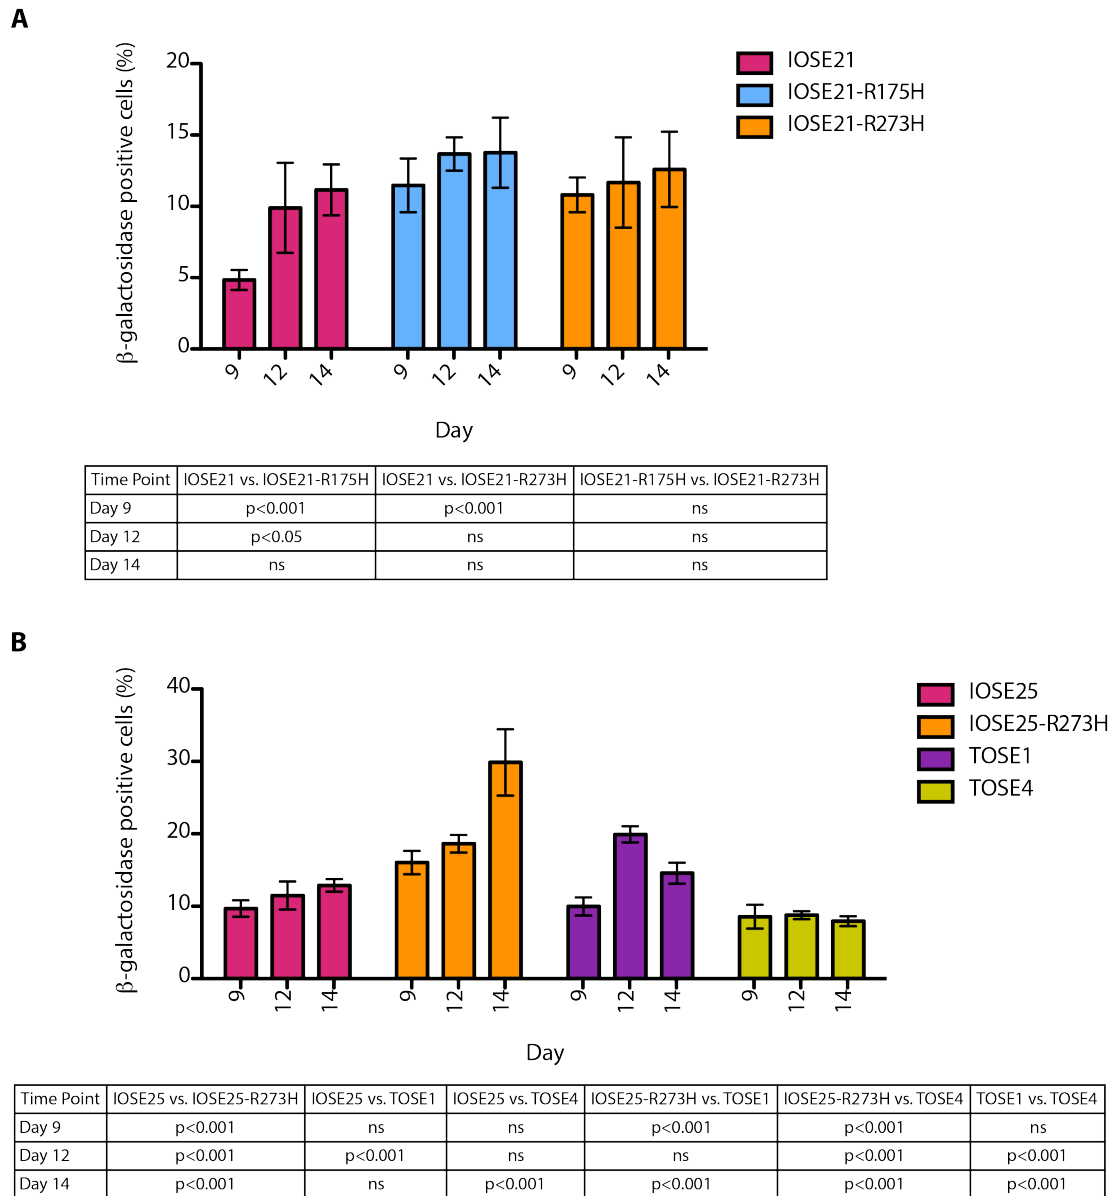 A
β-galactosidase positive cells (%)
20
15
10
5
0
9 12 14 9 12 14 9 12 14
Day
IOSE21
IOSE21-R175H
IOSE21-R273H
Time Point IOSE21 vs. IOSE21-R175H IOSE21 vs. IOSE21-R273H IOSE21-R175H vs. IOSE21-R273H
Day 9 p<0.001 p<0.001 ns
Day 12 p<0.05 ns ns
Day 14 ns ns ns
B
β-galactosidase positive cells (%)
40
30
20
10
0
9 12 14 9 12 14 9 12 14 9 12 14
Day
IOSE25
IOSE25-R273H
TOSE1
TOSE4
Time Point IOSE25 vs. IOSE25-R273H IOSE25 vs. TOSE1 IOSE25 vs. TOSE4 IOSE25-R273H vs. TOSE1 IOSE25-R273H vs. TOSE4 TOSE1 vs. TOSE4
Day 9 p<0.001 ns ns p<0.001 p<0.001 ns
Day 12 p<0.001 p<0.001 ns ns p<0.001 p<0.001
Day 14 p<0.001 ns p<0.001 p<0.001 p<0.001 p<0.001